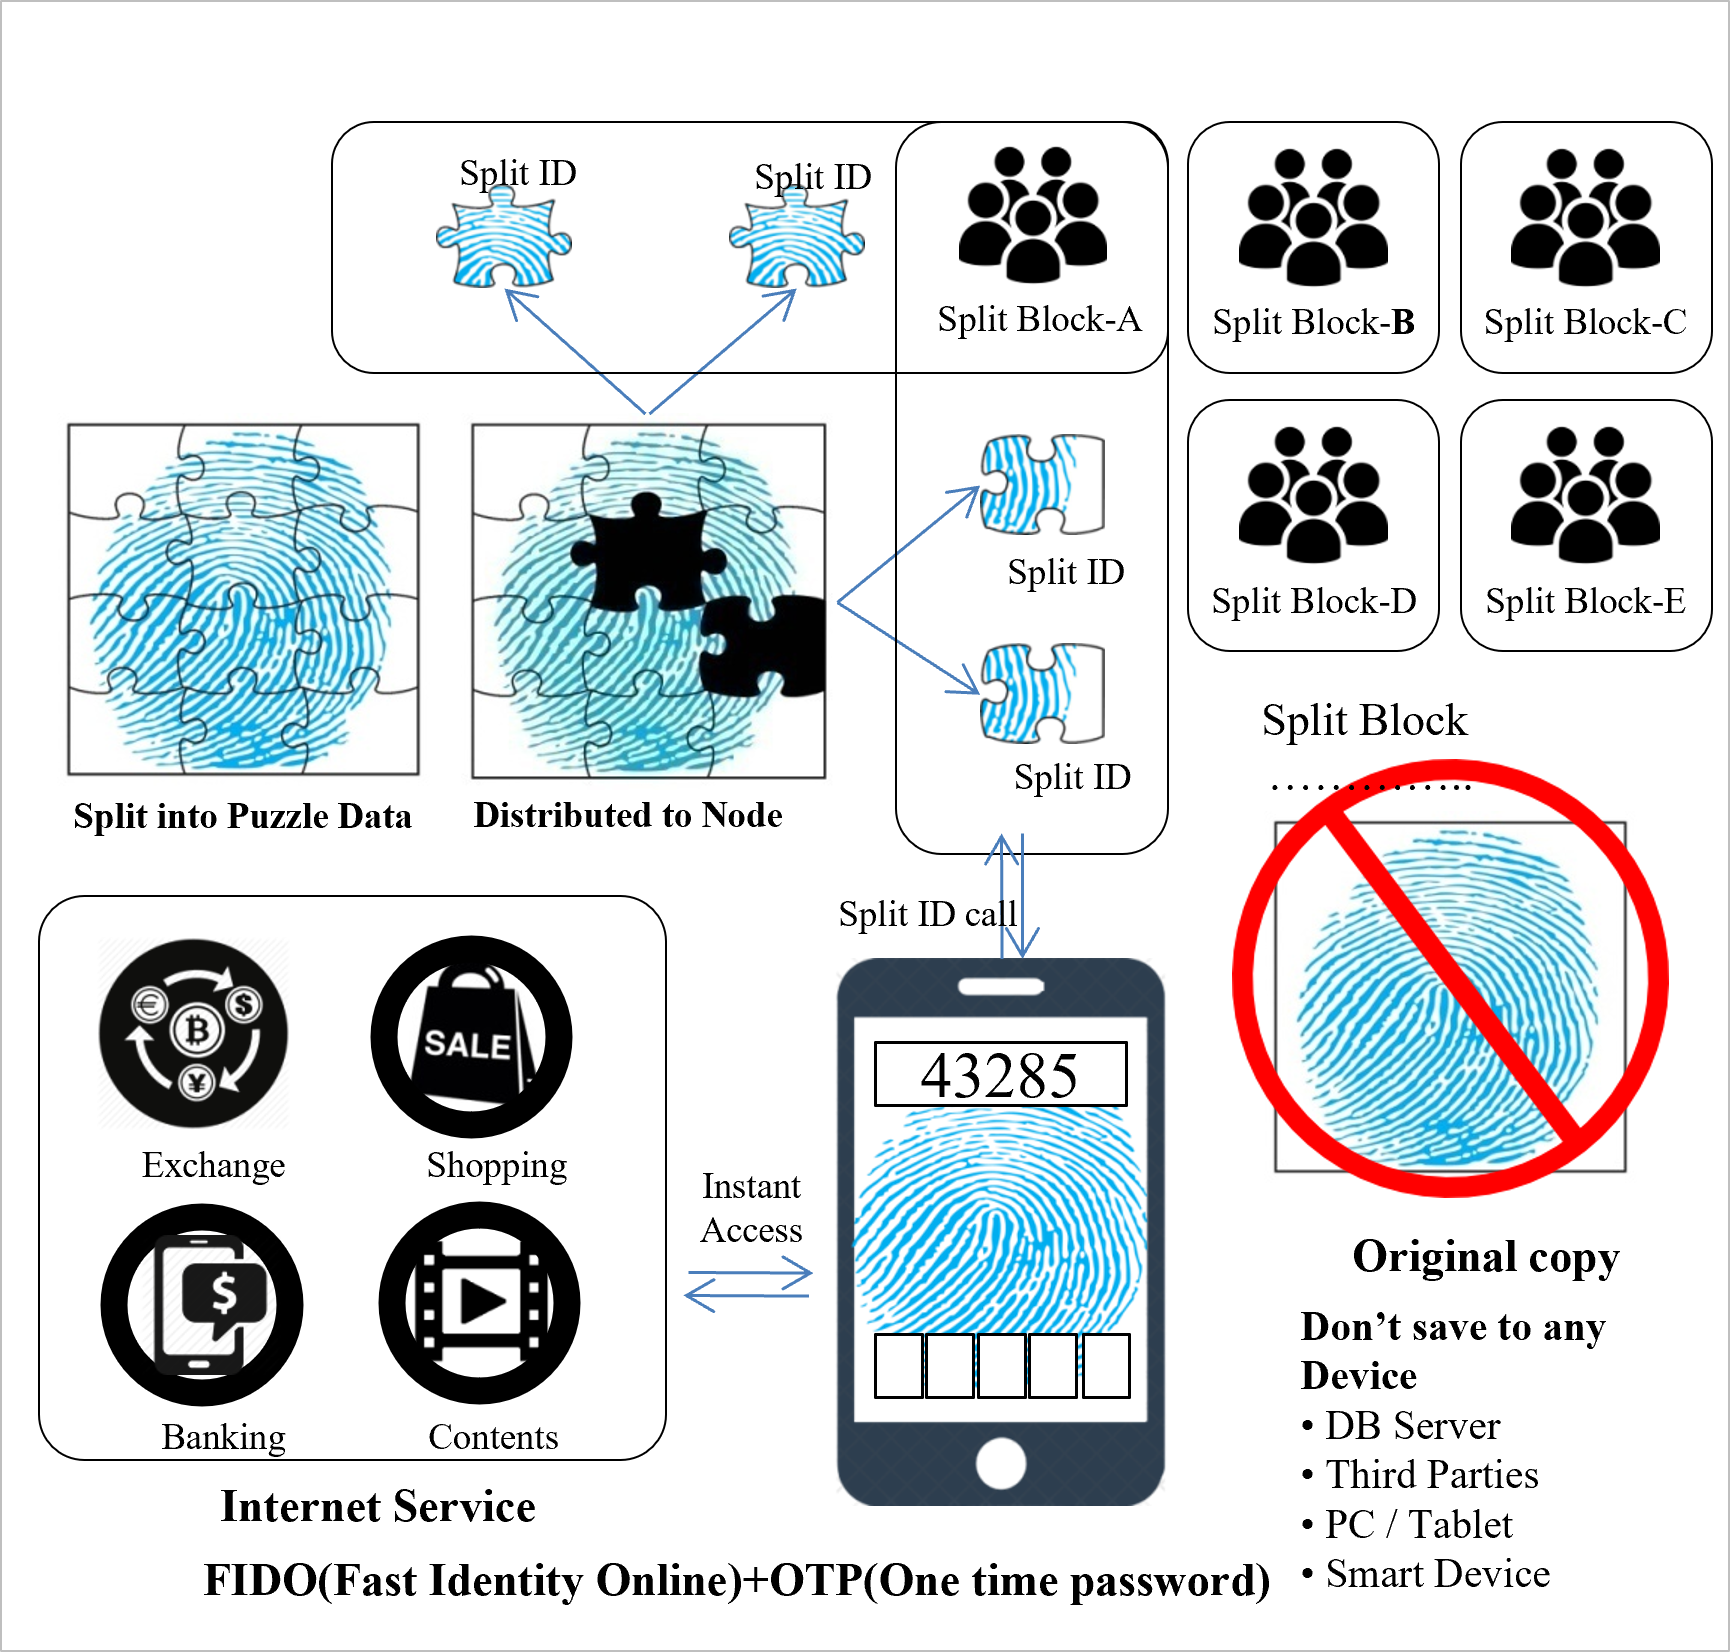 Split ID
Split ID
Split Block-A
Split Block-B
Split Block-C
Split ID
Split ID
Split Block-D
Split Block-E
Split into Puzzle Data
Distributed to Node
Split Block
..............
Split ID call
SALE
Exchange
Shopping
Banking
Contents
Internet Service
Instant
Access
43285
Original copy
Don’t save to any
Device
• DB Server
• Third Parties
• PC / Tablet
• Smart Device
FIDO(Fast Identity Online)+OTP(One time password)